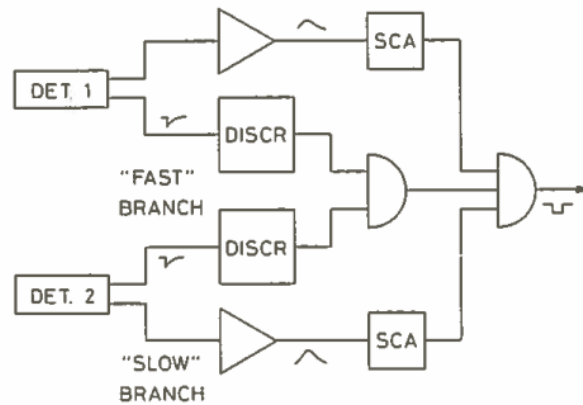 SCA
DET. 1
DISCR
"FAST"
BRANCH
DISCR
DET. 2
SCA
"SLOW"
BRANCH